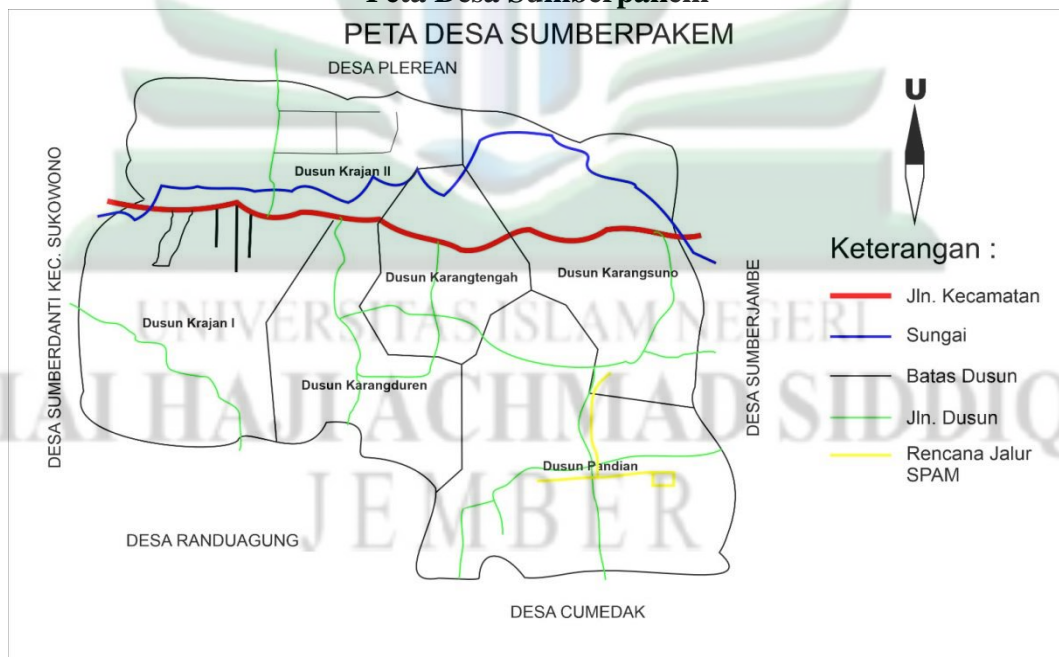 Peta Desa Sumberpakem
PETA DESA SUMBERPAKEM
DESA PLEREAN
U
Dusun Krajan II
DESA SUMBERDANTI KEC. SUKOWONO
Keterangan :
Dusun Karangtengah
Dusun Karangsuno
Jln. Kecamatan
UNIVERSITAS ISLAM NEGERI
Dusun Krajan I
Sungai
DESA SUMBERJAMBE
Batas Dusun
Dusun Karangduren
HAJI ACHMAD SIDDIQ
Jln. Dusun
Rencana Jalur
SPAM
Dusun Pandian
JEMBER
DESA RANDUAGUNG
DESA CUMEDAK